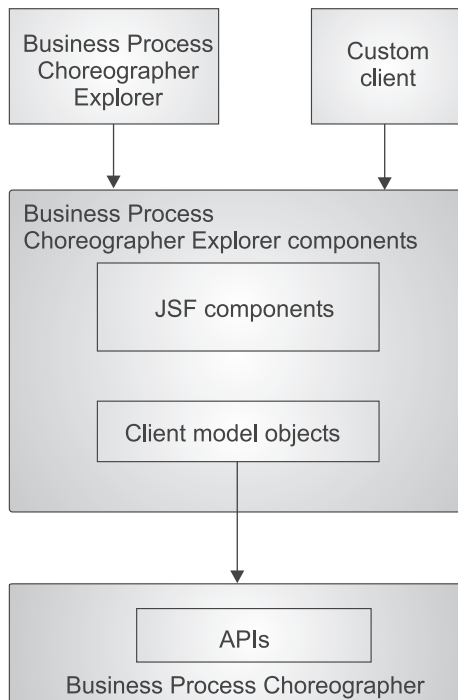 Business Process
Choreographer
Explorer
Custom
client
Business Process
Choreographer Explorer components
JSF components
Client model objects
APIs
Business Process Choreographer